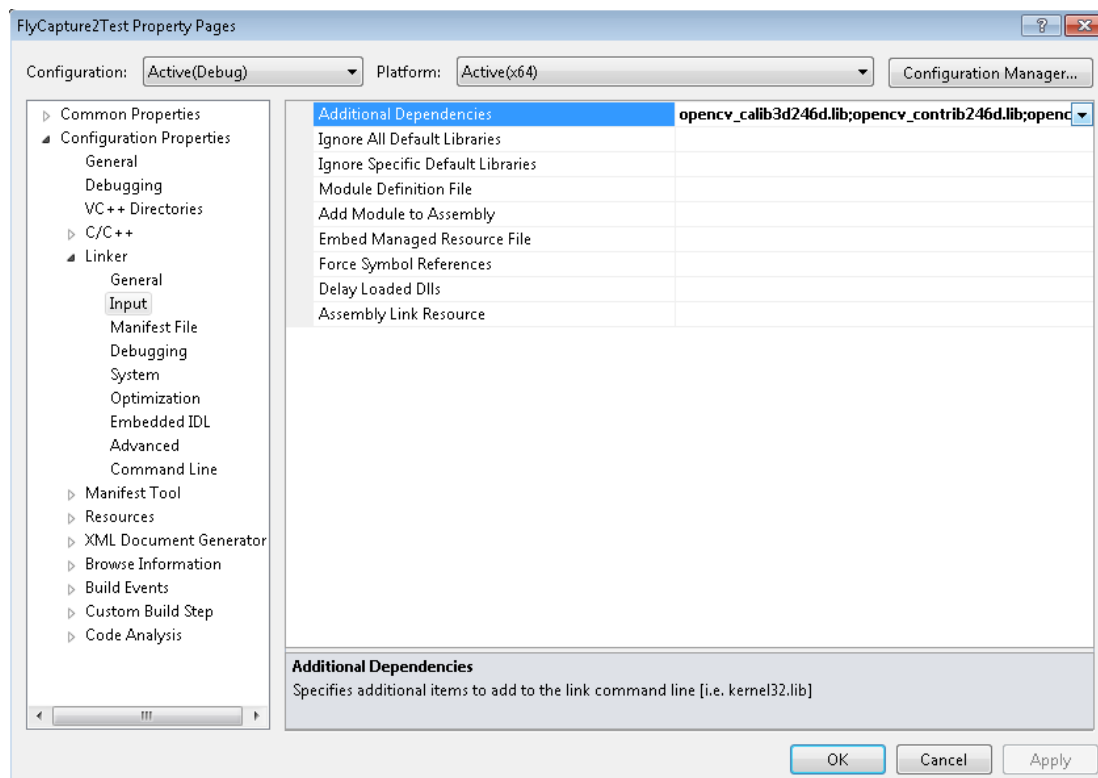 FlyCapture2Test Property Pages
Configuration: Active(Debug) Platform: Active(x64) Configuration Manager...
Common Properties
Configuration Properties
General
Debugging
VC++ Directories
C/C++
Linker
General
Input
Manifest File
Debugging
System
Optimization
Embedded IDL
Advanced
Command Line
Manifest Tool
Resources
XML Document Generator
Browse Information
Build Events
Custom Build Step
Code Analysis
Additional Dependencies opencv_calib3d246d.lib;opencv_contrib246d.lib;openc
Ignore All Default Libraries
Ignore Specific Default Libraries
Module Definition File
Add Module to Assembly
Embed Managed Resource File
Force Symbol References
Delay Loaded Dlls
Assembly Link Resource
Additional Dependencies
Specifies additional items to add to the link command line [i.e. kernel32.lib]
OK Cancel Apply